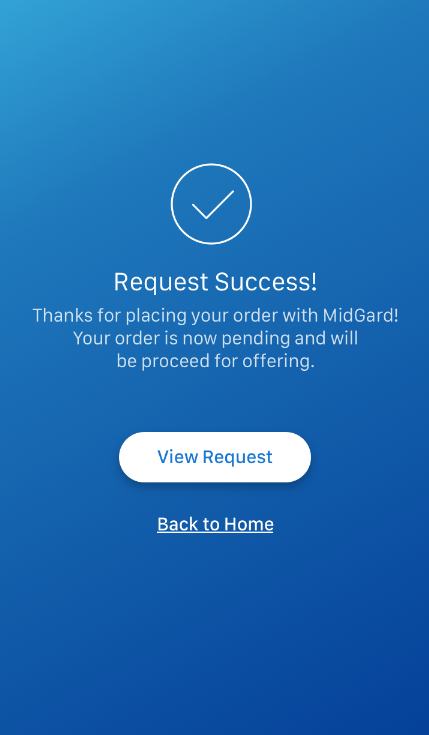 Request Success!
Thanks for placing your order with MidGard!
Your order is now pending and will
be proceed for offering.
View Request
Back to Home